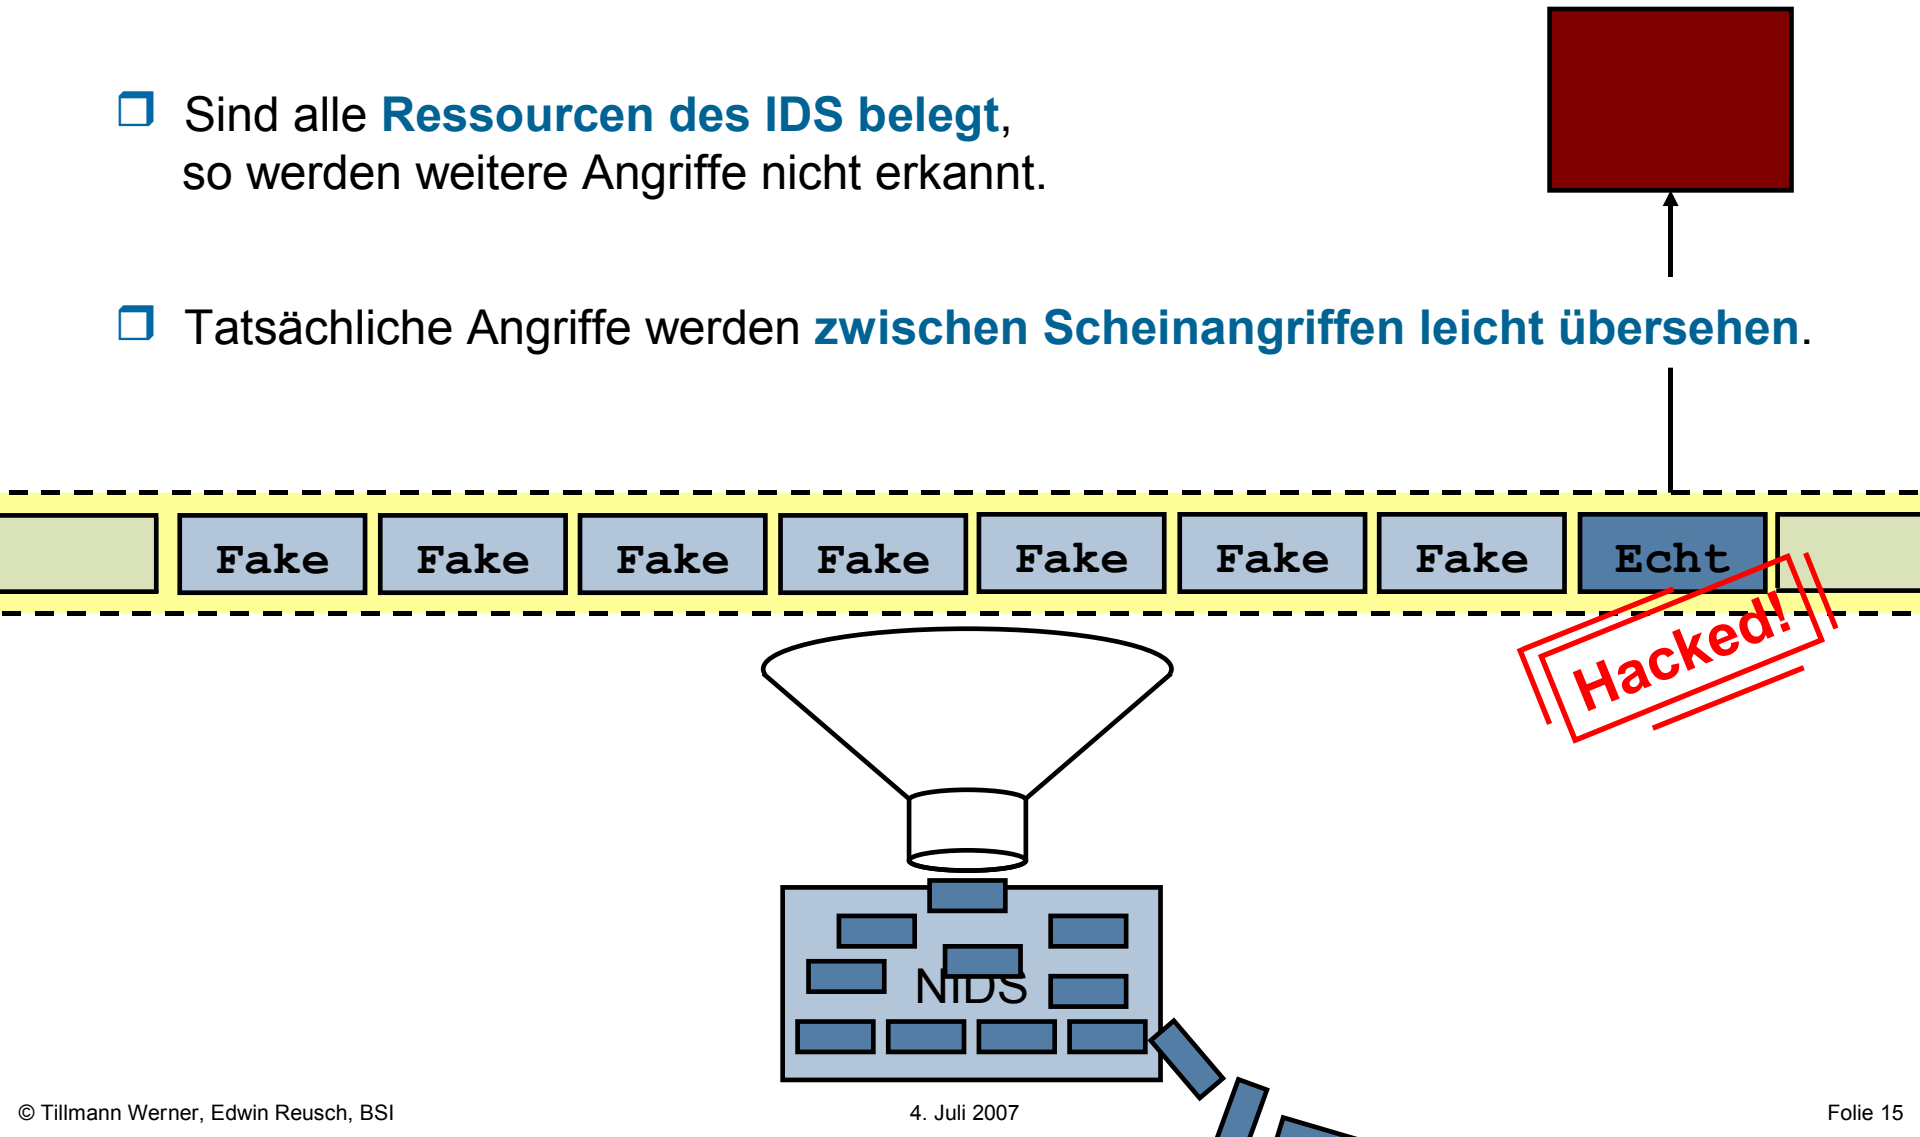 Sind alle Ressourcen des IDS belegt,
so werden weitere Angriffe nicht erkannt.
Tatsächliche Angriffe werden zwischen Scheinangriffen leicht übersehen.
Fake Fake Fake Fake Fake Fake Fake Echt
Hacked!
NIDS
© Tillmann Werner, Edwin Reusch, BSI 4. Juli 2007 Folie 15